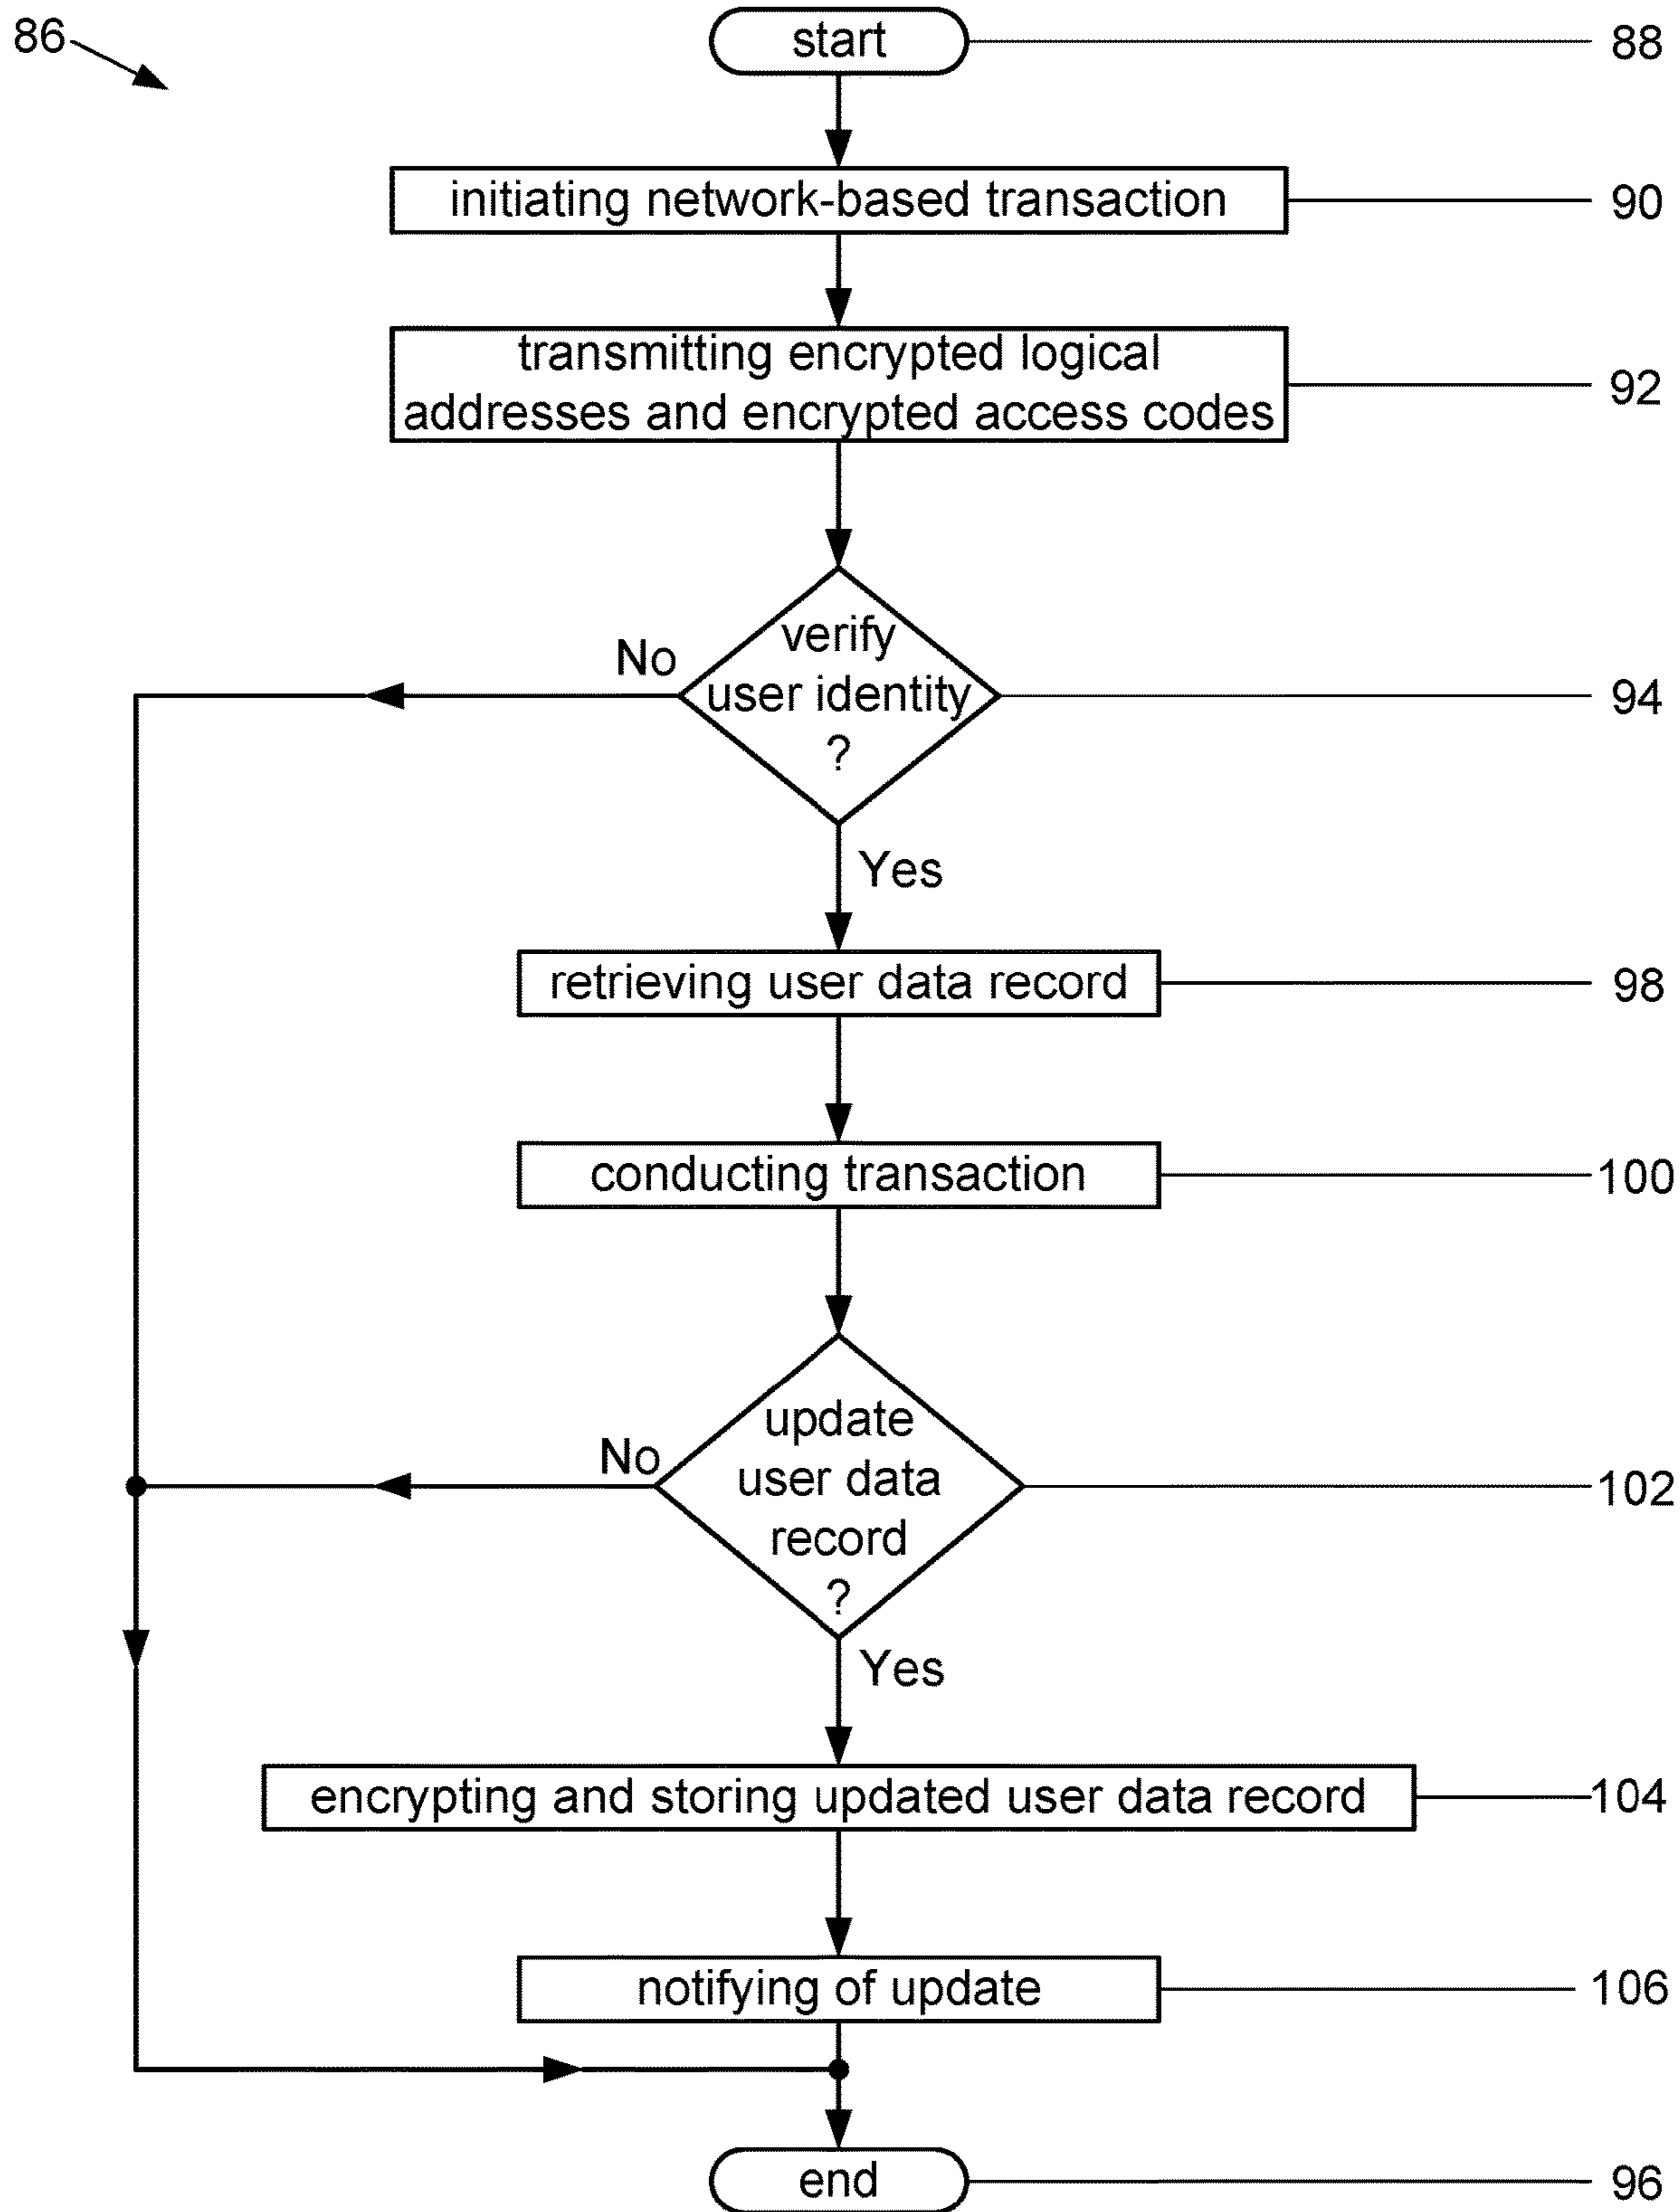 86
start
88
initiating network-based transaction
90
transmitting encrypted logical
addresses and encrypted access codes
92
No
verify
user identity
?
94
Yes
retrieving user data record
98
conducting transaction
100
No
update
user data
record
?
102
Yes
encrypting and storing updated user data record
104
notifying of update
106
end
96